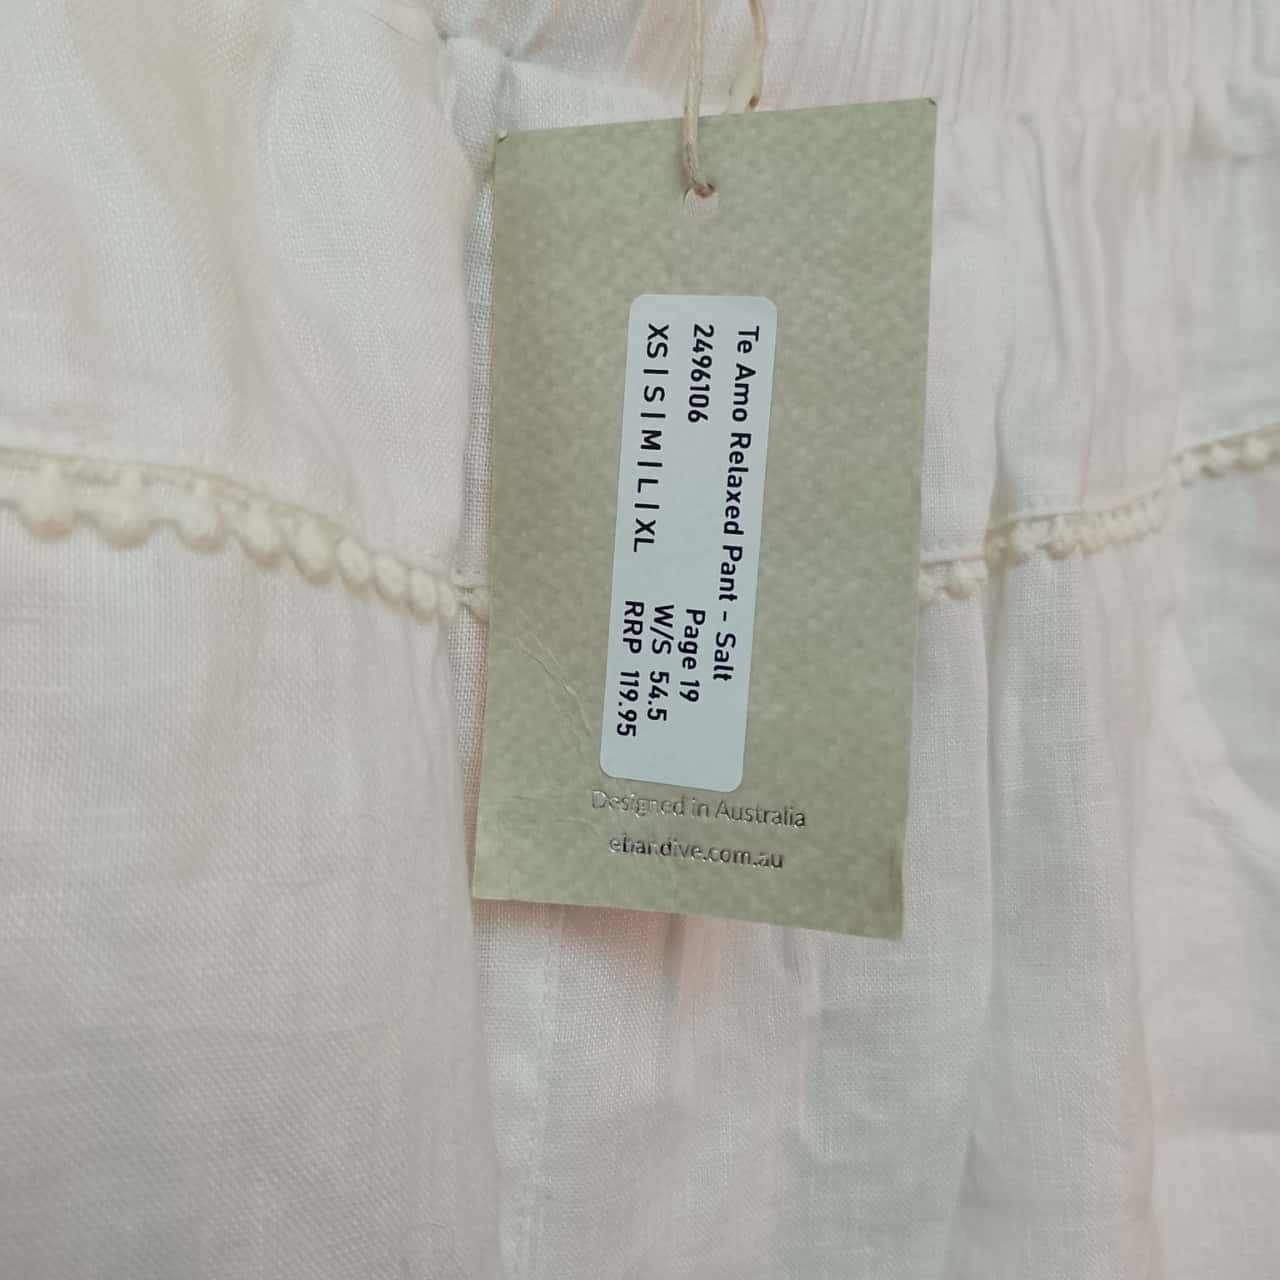 Te Amo Relaxed Pant - Salt
2496106 Page 19
XS | S | M | L | XL W/S 54.5
RRP 119.95
Designed in Australia
ebandive.com.au